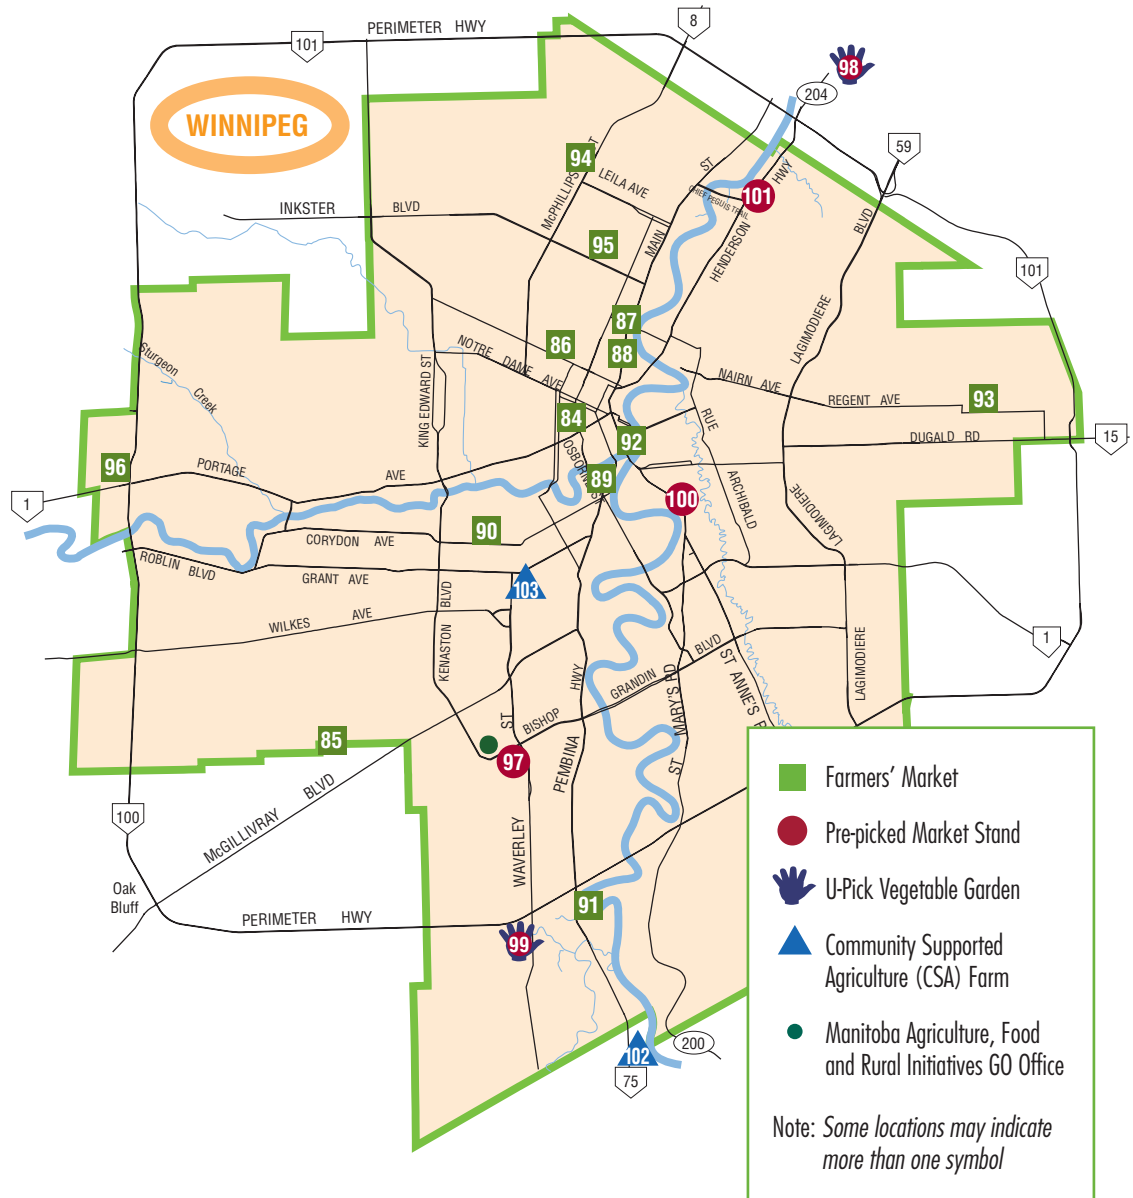 8
PERIMETER HWY
101
98
204
WINNIPEG
59
94
ST
HWY
McPHILLIPS ST
LEILA AVE
CHIEF PEGUIS TRAIL
101
INKSTER BLVD
BLVD
95
MAIN
HENDERSON
101
87
LAGIMODIERE
86
88
Sturgeon
Creek
NOTRE DAME AVE
NAIRN AVE
KING EDWARD ST
REGENT AVE
93
84
RUE
92
DUGALD RD
15
96
PORTAGE
AVE
OSBORNE ST
89
ARCHIBALD
1
100
LAGIMODIERE
90
CORYDON AVE
ROBLIN BLVD
GRANT AVE
103
BLVD
WILKES AVE
KENASTON
BLVD
1
LAGIMODIERE
HWY
GRANDIN
ST ANNE'S R
MARY'S RD
ST
BISHOP
85
97
PEMBINA
ST
BLVD
McGILLIVRAY
100
WAVERLEY
Oak
Bluff
PERIMETER HWY
91
99
102
200
75
Farmers’ Market
Pre-picked Market Stand
U-Pick Vegetable Garden
Community Supported
Agriculture (CSA) Farm
Manitoba Agriculture, Food
and Rural Initiatives GO Office
Note: Some locations may indicate
more than one symbol